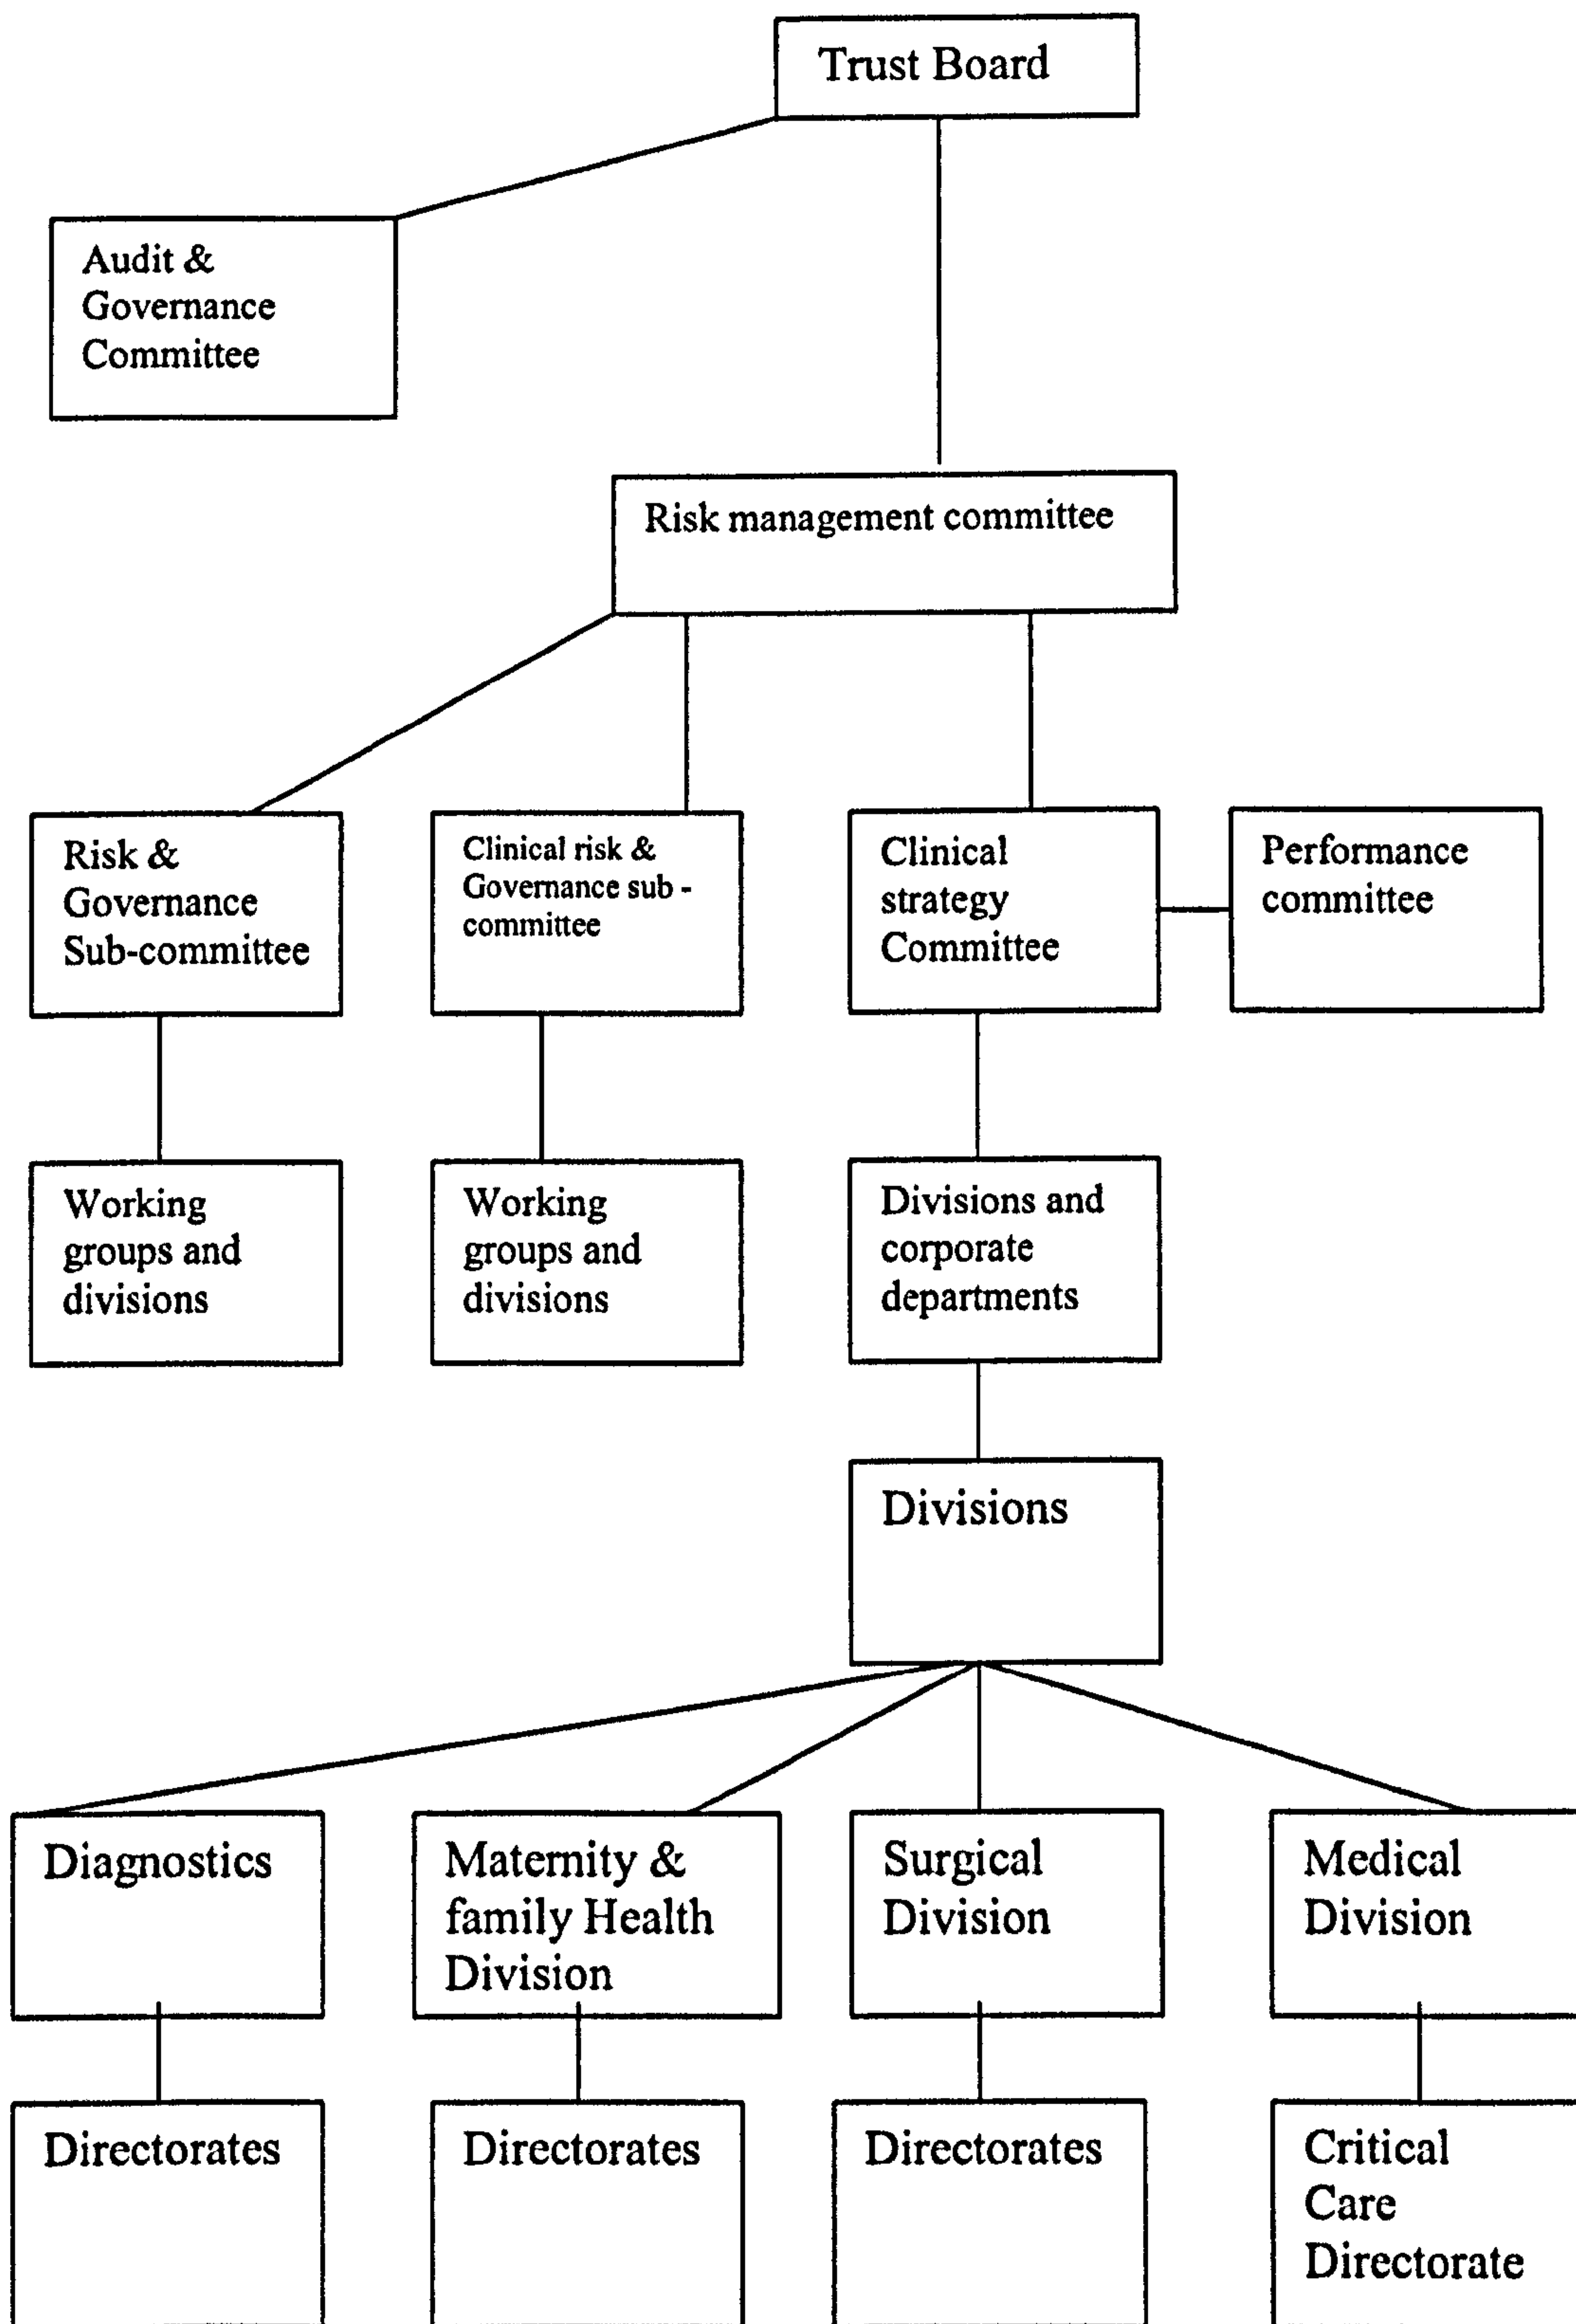 Trust Board
Audit &
Governance
Committee
Risk management committee
Risk &
Governance
Sub-committee
Clinical risk &
Governance sub -
committee
Clinical
strategy
Committee
Performance
committee
Working
groups and
divisions
Working
groups and
divisions
Divisions and
corporate
departments
Divisions
Diagnostics
Maternity &
family Health
Division
Surgical
Division
Medical
Division
Directorates
Directorates
Directorates
Critical
Care
Directorate